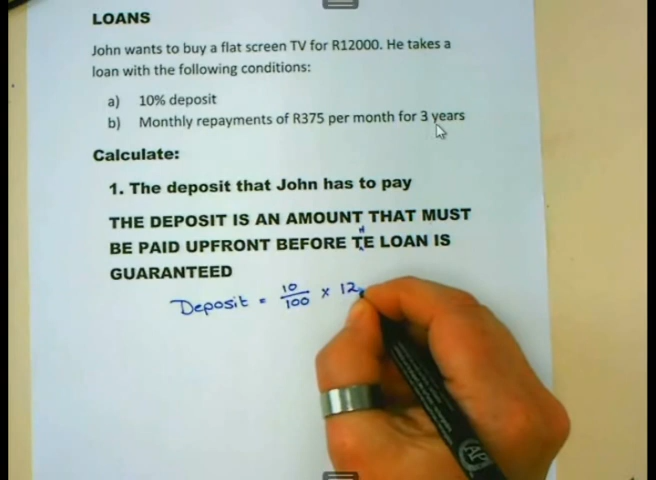 LOANS
John wants to buy a flat screen TV for R12000. He takes a
loan with the following conditions:
a) 10% deposit
b) Monthly repayments of R375 per month for 3 years
Calculate:
1. The deposit that John has to pay
THE DEPOSIT IS AN AMOUNT THAT MUST
BE PAID UPFRONT BEFORE THE LOAN IS
GUARANTEED
Deposit = 10/100 × 12
AP